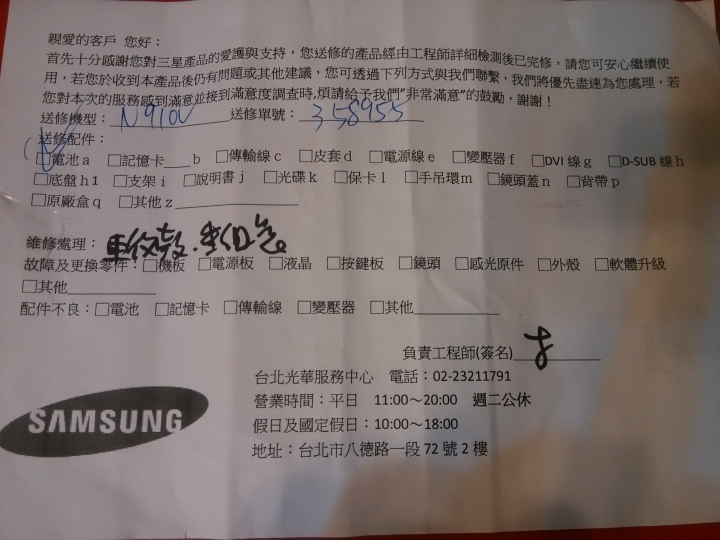 親愛的客戶 您好：
首先十分感謝您對三星產品的愛護與支持，您送修的產品經由工程師詳細檢測後已完修，請您可安心繼續使
用，若您於收到本產品後仍有問題或其他建議，您可透過下列方式與我們聯繫，我們將優先盡速為您處理，若
您對本次的服務感到滿意並接到滿意度調查時,煩請給予我們"非常滿意"的鼓勵，謝謝！
送修機型： N910U 送修單號： 358955
送修配件：
□電池 a □記憶卡___ b □傳輸線 c □皮套 d □電源線 e □變壓器 f □DVI 線 g □D-SUB 線 h
□底盤 h1 □支架 i □說明書 j □光碟 k □保卡 l □手吊環 m □鏡頭蓋 n □背帶 p
□原廠盒 q □其他 z
維修處理：
故障及更換零件：□機板 □電源板 □液晶 □按鍵板 □鏡頭 □感光原件 □外殼 □軟體升級
□其他
配件不良：□電池 □記憶卡 □傳輸線 □變壓器 □其他
負責工程師(簽名)
台北光華服務中心 電話：02-23211791
營業時間：平日 11:00～20:00 週二公休
假日及國定假日：10:00～18:00
地址：台北市八德路一段 72 號 2 樓
SAMSUNG